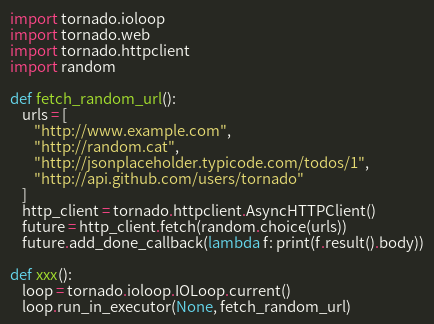 import tornado.ioloop
import tornado.web
import tornado.httpclient
import random

def fetch_random_url():
    urls = [
        "http://www.example.com",
        "http://random.cat",
        "http://jsonplaceholder.typicode.com/todos/1",
        "http://api.github.com/users/tornado"
    ]
    http_client = tornado.httpclient.AsyncHTTPClient()
    future = http_client.fetch(random.choice(urls))
    future.add_done_callback(lambda f: print(f.result().body))

def xxx():
    loop = tornado.ioloop.IOLoop.current()
    loop.run_in_executor(None, fetch_random_url)